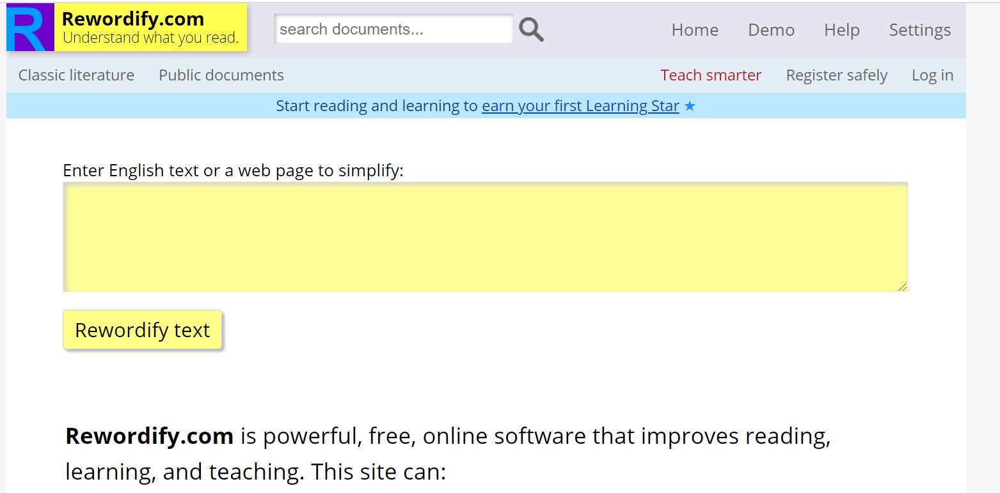 R
Rewordify.com
Understand what you read.
search documents...
Home Demo Help Settings
Classic literature Public documents Teach smarter Register safely Log in
Start reading and learning to earn your first Learning Star ★
Enter English text or a web page to simplify:
Rewordify text
Rewordify.com is powerful, free, online software that improves reading,
learning, and teaching. This site can: